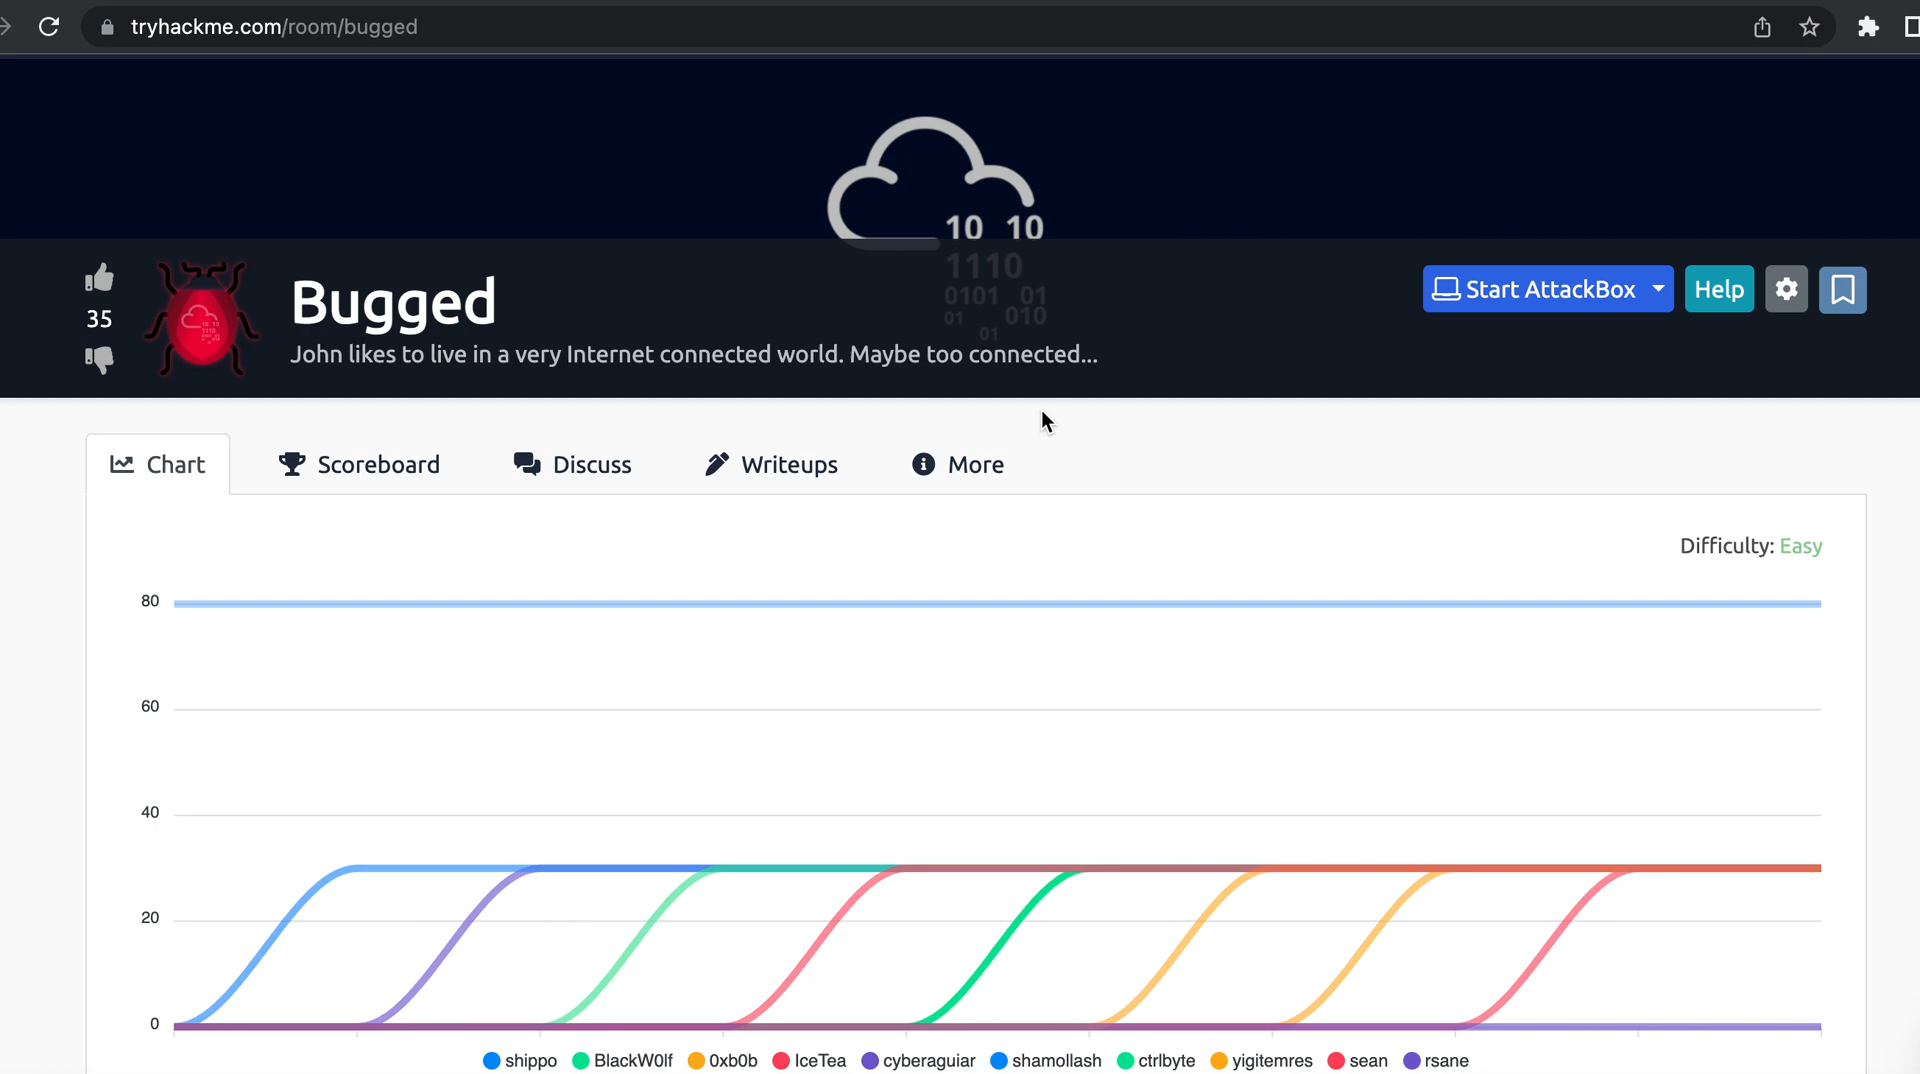 tryhackme.com/room/bugged
10 10
1110
0101 01
01 010
01
35
Bugged
John likes to live in a very Internet connected world. Maybe too connected...
Start AttackBox
Help
Chart
Scoreboard
Discuss
Writeups
More
Difficulty: Easy
80
60
40
20
0
shippo BlackW0lf 0xb0b IceTea cyberaguiar shamollash ctrlbyte yigitemres sean rsane